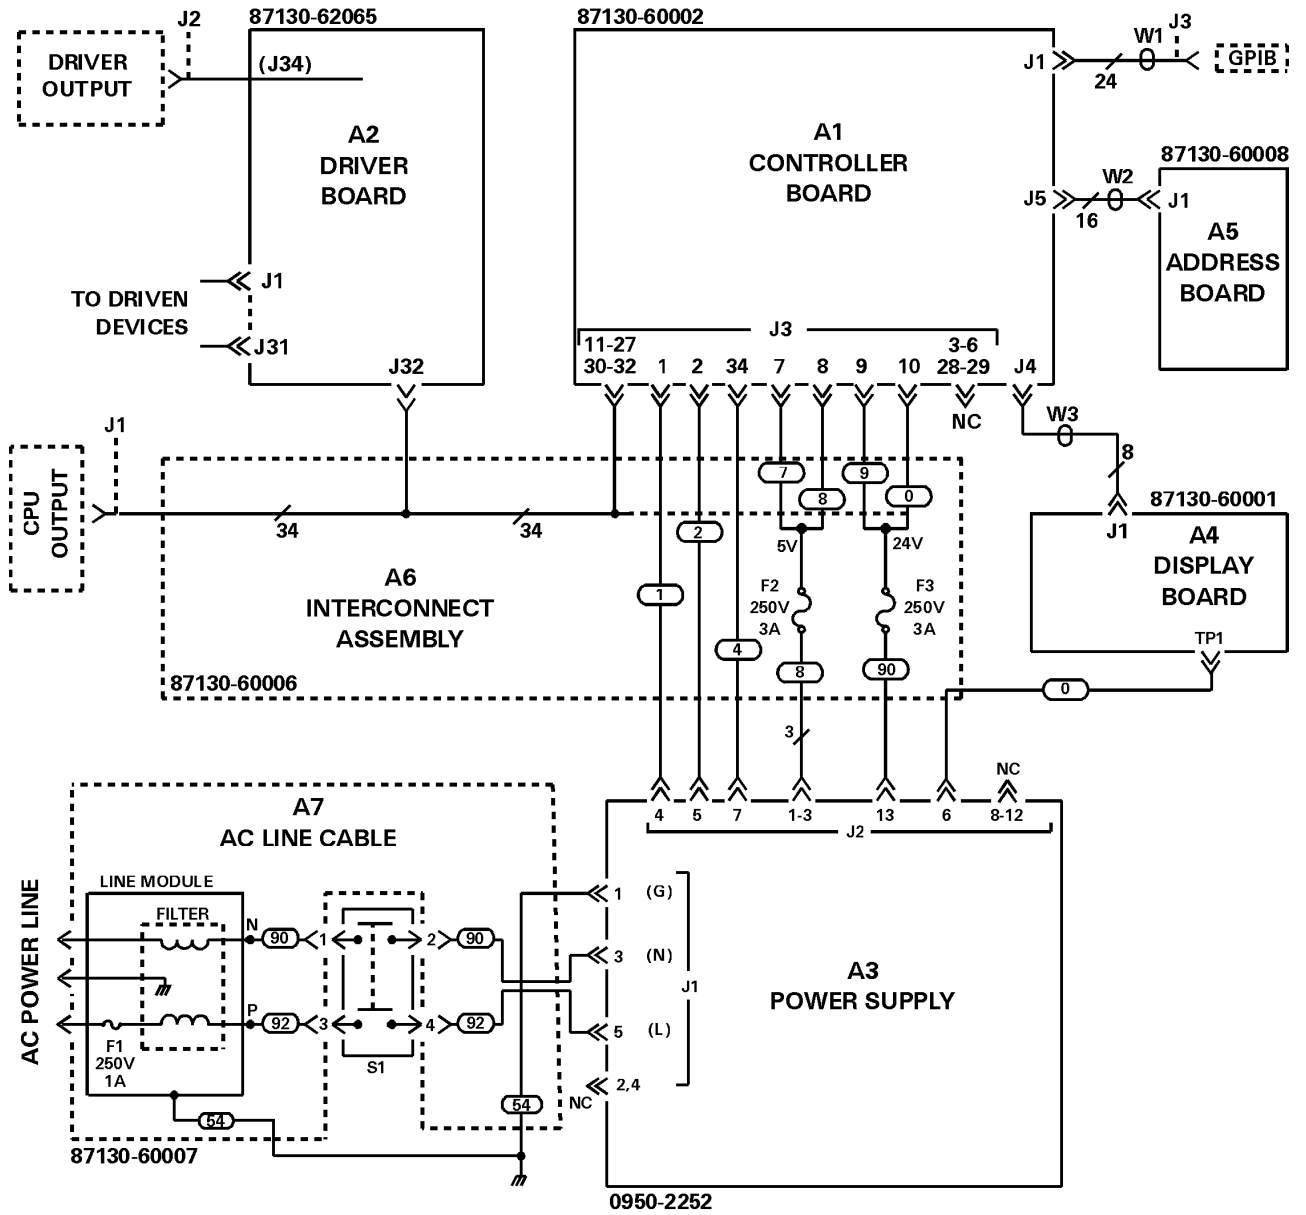 87130-62065
87130-60002
J2
J3
W1
DRIVER
OUTPUT
(J34)
J1
24
GPIB
A2
DRIVER
BOARD
A1
CONTROLLER
BOARD
87130-60008
W2
J5
16
J1
A5
ADDRESS
BOARD
J1
TO DRIVEN
DEVICES
J31
J32
J3
11-27
30-32
1
2
34
7
8
9
10
3-6
28-29
J4
NC
W3
8
J1
CPU
OUTPUT
34
34
7
8
9
0
2
5V
24V
87130-60001
J1
A4
DISPLAY
BOARD
TP1
A6
INTERCONNECT
ASSEMBLY
1
F2
250V
3A
F3
250V
3A
4
8
90
87130-60006
0
3
NC
4
5
7
1-3
13
6
8-12
J2
A7
AC LINE CABLE
AC POWER LINE
LINE MODULE
FILTER
N
90
1
2
90
P
92
3
4
92
F1
250V
1A
S1
54
54
87130-60007
1
(G)
3
(N)
5
(L)
2,4
NC
J1
A3
POWER SUPPLY
0950-2252